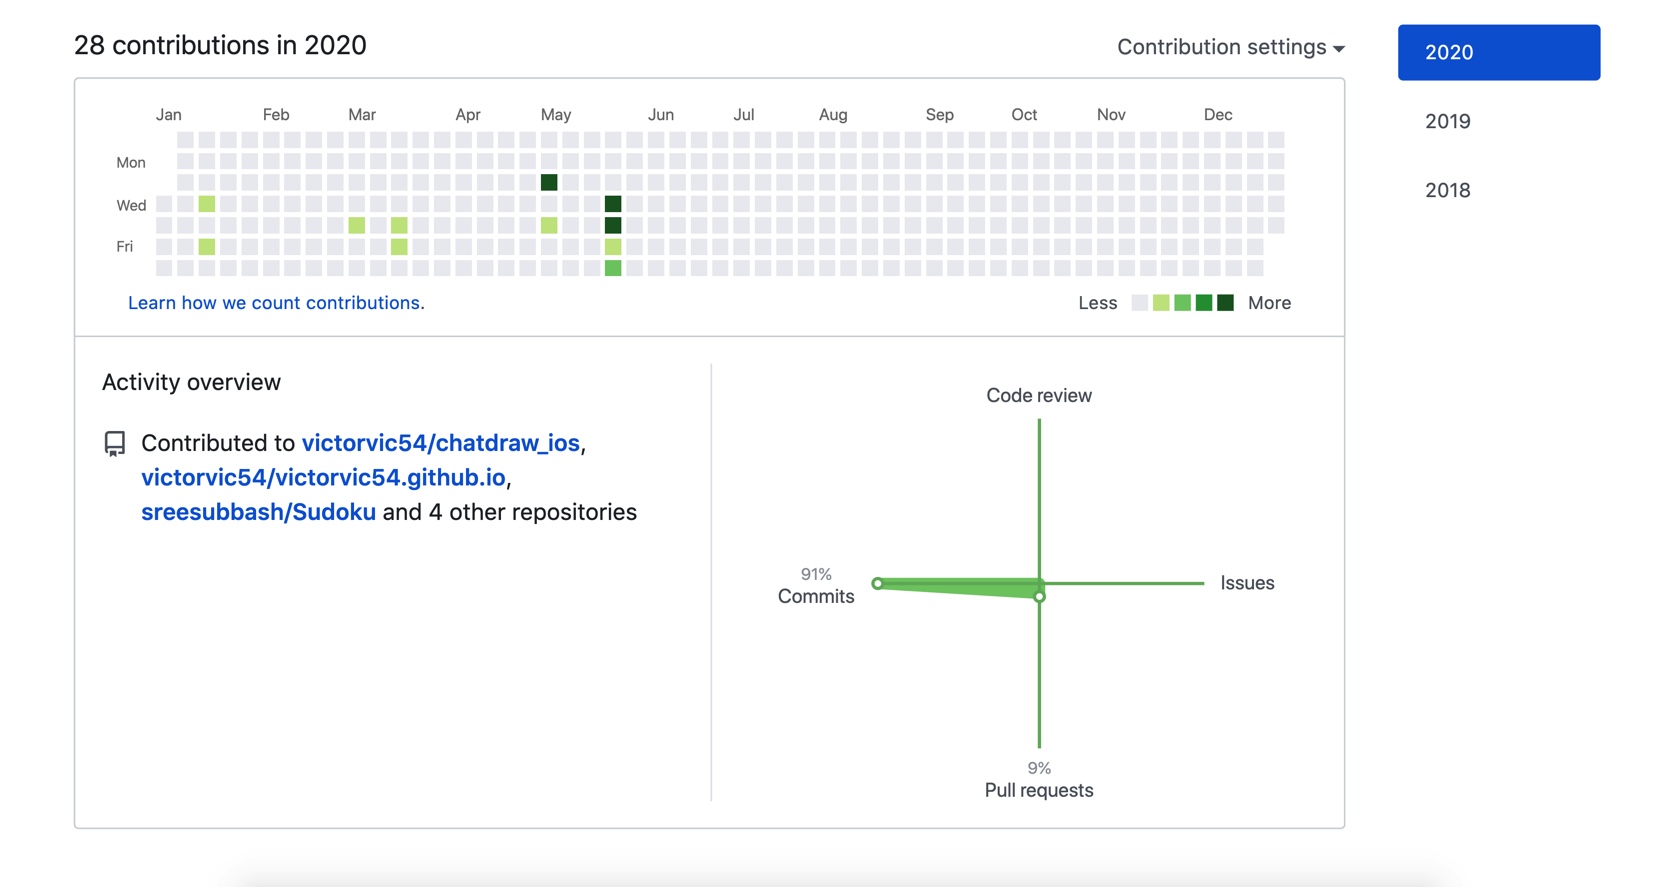 28 contributions in 2020
Contribution settings
2020
2019
2018
Jan Feb Mar Apr May Jun Jul Aug Sep Oct Nov Dec
Mon
Wed
Fri
Learn how we count contributions.
Less More
Activity overview
Contributed to victorvic54/chatdraw_ios,
victorvic54/victorvic54.github.io,
sreesubbash/Sudoku and 4 other repositories
Code review
91%
Commits
Issues
9%
Pull requests